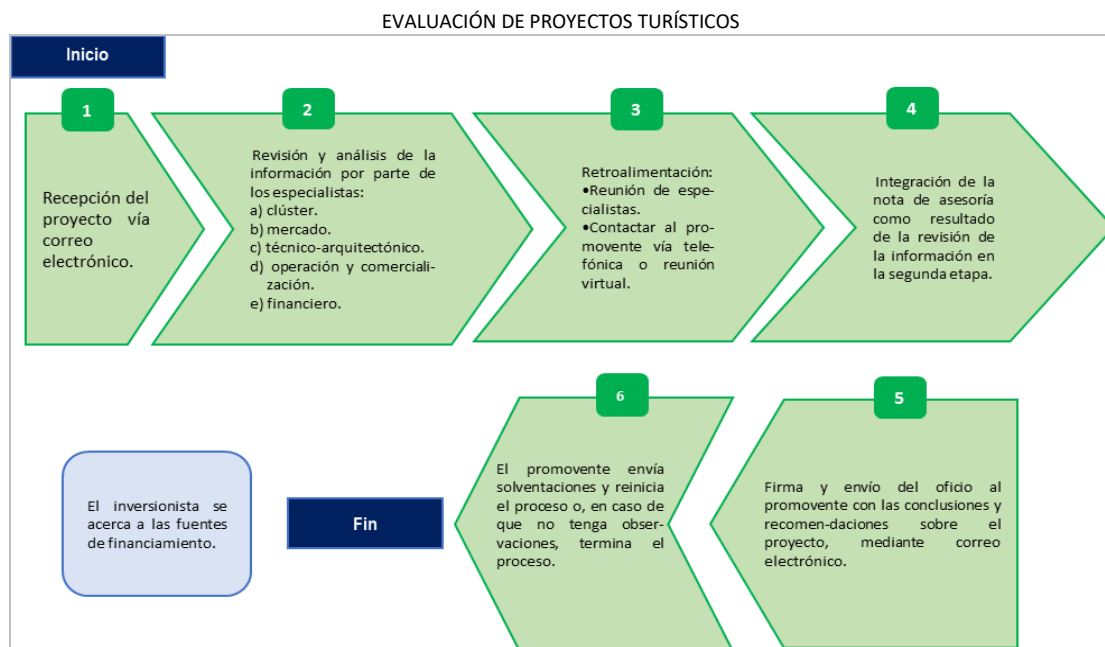 EVALUACIÓN DE PROYECTOS TURÍSTICOS
Inicio
1
Recepción del
proyecto vía
correo
electrónico.
2
Revisión y análisis de la
información por parte de
los especialistas:
a) clúster.
b) mercado.
c) técnico-arquitectónico.
d) operación y comerciali-
zación.
e) financiero.
3
Retroalimentación:
•Reunión de espe-
cialistas.
•Contactar al pro-
movente vía tele-
fónica o reunión
virtual.
4
Integración de la
nota de asesoría
como resultado
de la revisión de
la información en
la segunda etapa.
5
Firma y envío del oficio al
promovente con las conclusiones y
recomen-daciones sobre el
proyecto, mediante correo
electrónico.
6
El promovente envía
solventaciones y reinicia
el proceso o, en caso de
que no tenga obser-
vaciones, termina el
proceso.
Fin
El inversionista se
acerca a las fuentes
de financiamiento.